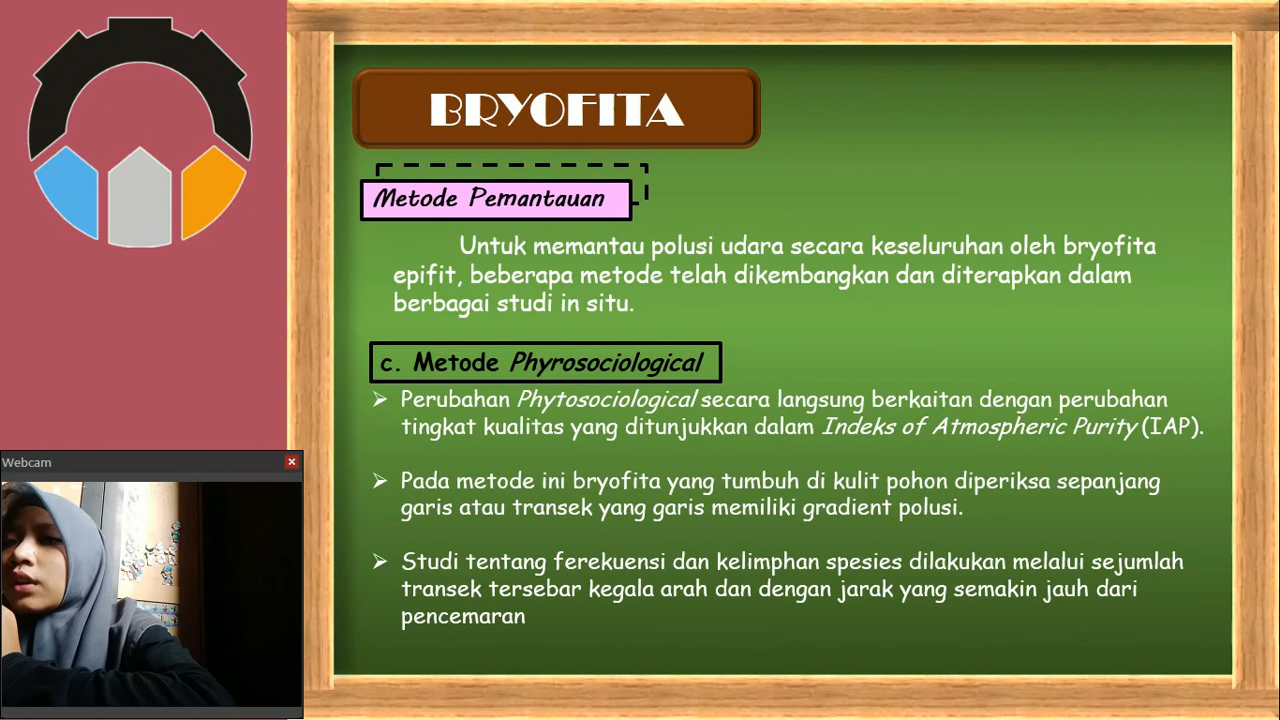 BRYOFITA
Metode Pemantauan
Untuk memantau polusi udara secara keseluruhan oleh bryofita
epifit, beberapa metode telah dikembangkan dan diterapkan dalam
berbagai studi in situ.
c. Metode Phyrosociological
➢ Perubahan Phytosociological secara langsung berkaitan dengan perubahan
tingkat kualitas yang ditunjukkan dalam Indeks of Atmospheric Purity (IAP).
➢ Pada metode ini bryofita yang tumbuh di kulit pohon diperiksa sepanjang
garis atau transek yang garis memiliki gradient polusi.
➢ Studi tentang ferekuensi dan kelimphan spesies dilakukan melalui sejumlah
transek tersebar kegala arah dan dengan jarak yang semakin jauh dari
pencemaran
Webcam